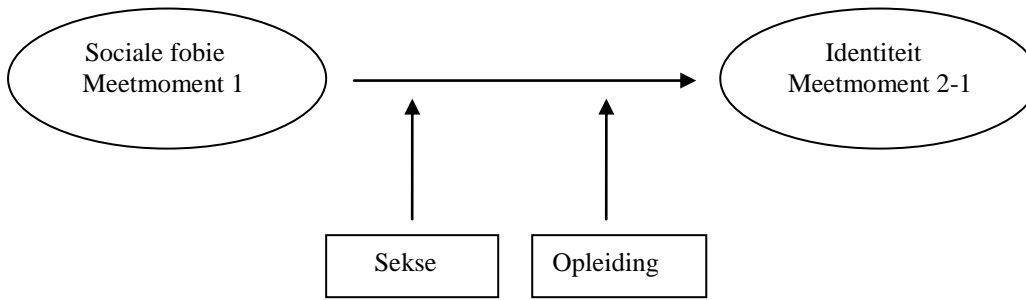 Sociale fobie
Meetmoment 1
Identiteit
Meetmoment 2-1
Sekse
Opleiding